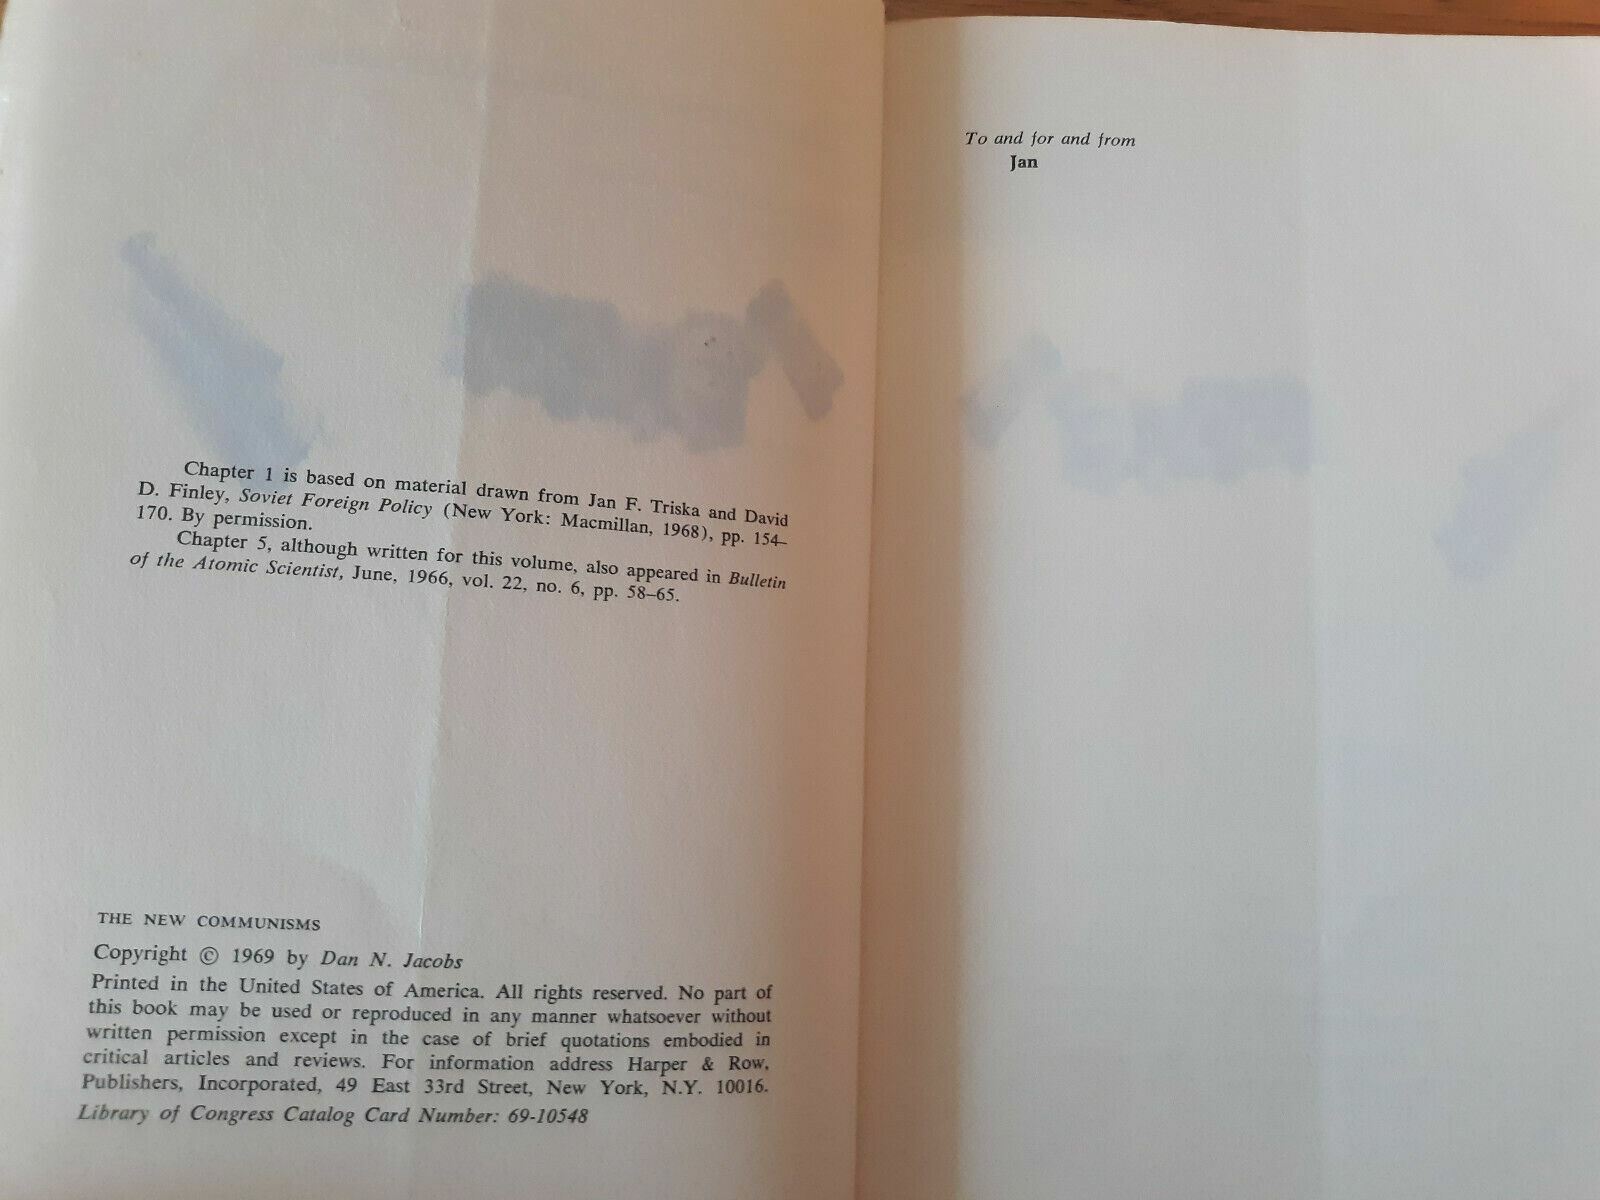 Chapter 1 is based on material drawn from Jan F. Triska and David
D. Finley, Soviet Foreign Policy (New York: Macmillan, 1968), pp. 154–
170. By permission.
Chapter 5, although written for this volume, also appeared in Bulletin
of the Atomic Scientist, June, 1966, vol. 22, no. 6, pp. 58–65.
THE NEW COMMUNISMS
Copyright © 1969 by Dan N. Jacobs
Printed in the United States of America. All rights reserved. No part of
this book may be used or reproduced in any manner whatsoever without
written permission except in the case of brief quotations embodied in
critical articles and reviews. For information address Harper & Row,
Publishers, Incorporated, 49 East 33rd Street, New York, N.Y. 10016.
Library of Congress Catalog Card Number: 69-10548
To and for and from
Jan